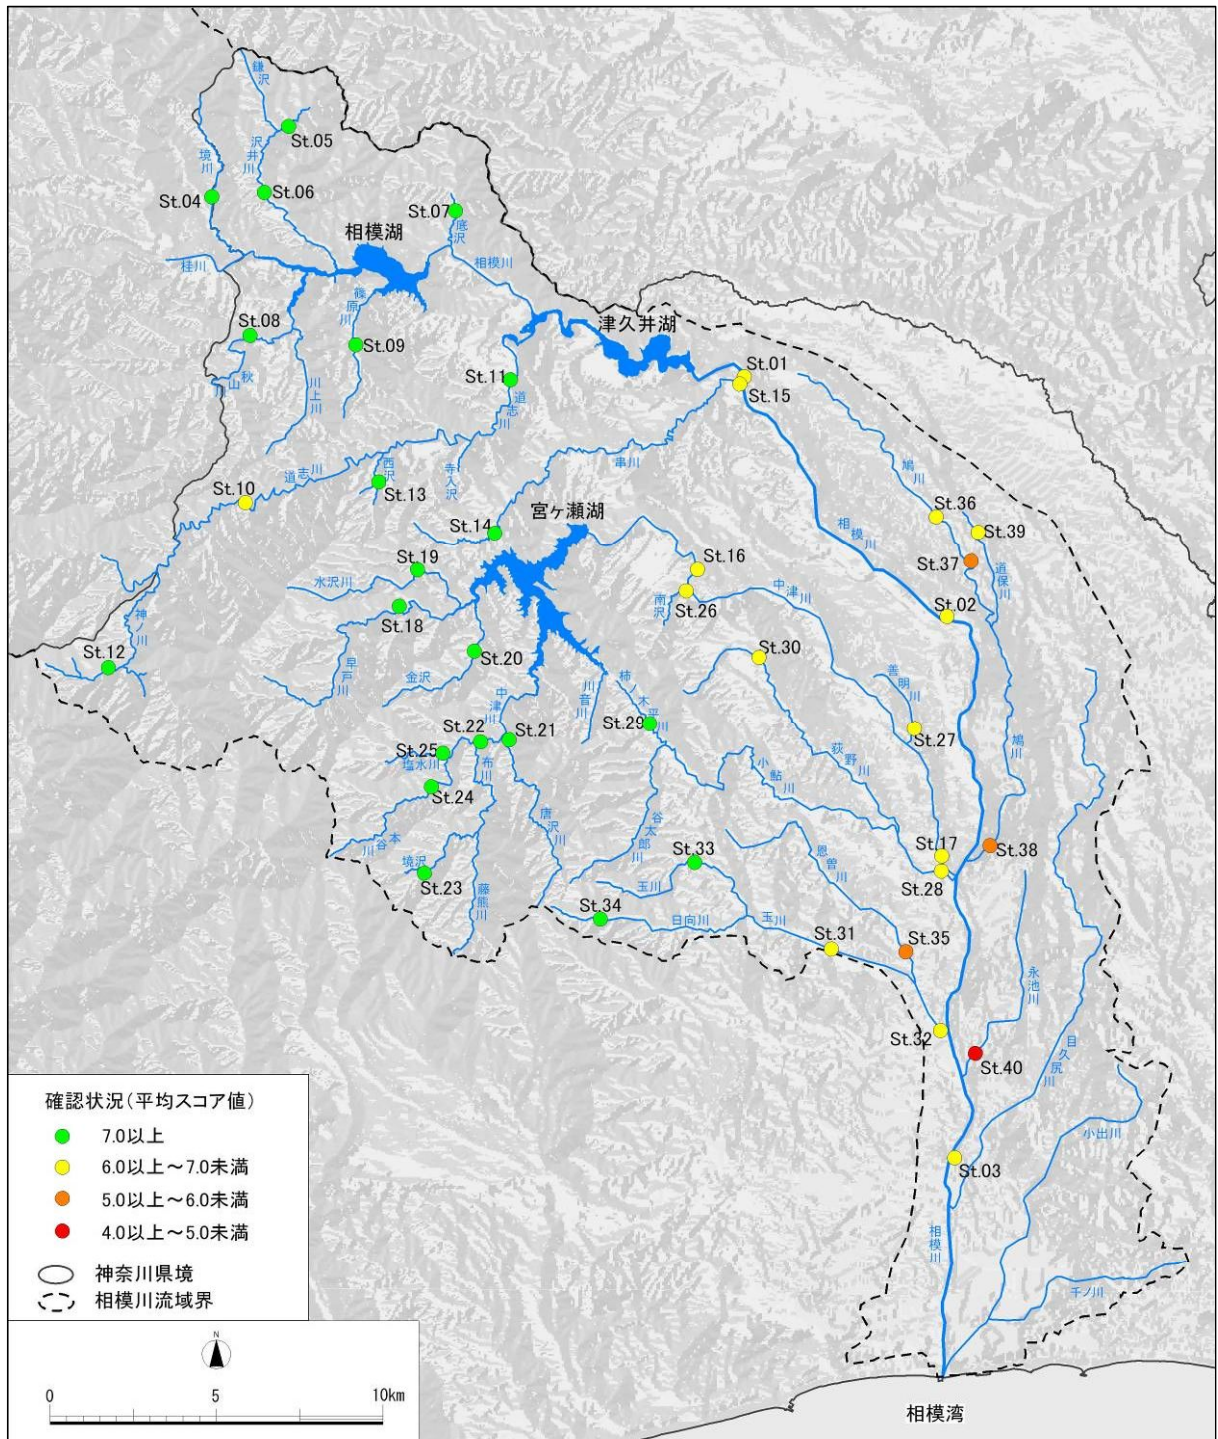 鎌沢
St.05
沢井川
境川
St.04
St.06
St.07
底沢
相模湖
桂川
相模川
篠原川
St.08
St.09
津久井湖
St.01
St.15
St.11
道志川
秋山川
川上川
鳩川
串川
西沢
寺入沢
道志川
St.10
St.13
相模川
St.36
St.39
宮ヶ瀬湖
St.14
St.37
道保川
St.19
St.16
水沢川
中津川
St.26
南沢
St.02
St.18
神ノ川
St.12
早戸川
St.20
金沢
St.30
善明川
川音川
柿ノ木平川
中津川
St.29
St.22
St.21
St.27
St.25
塩水川
布川
鳩川
荻野川
小鮎川
St.24
唐沢川
谷太郎川
本谷川
境沢
St.23
St.33
恩曽川
St.17
St.38
St.28
玉川
藤熊川
St.34
日向川
玉川
St.31
St.35
永池川
St.32
St.40
目久尻川
小出川
St.03
相模川
千ノ川
確認状況(平均スコア値)
7.0以上
6.0以上～7.0未満
5.0以上～6.0未満
4.0以上～5.0未満
神奈川県境
相模川流域界
N
0 5 10km
相模湾